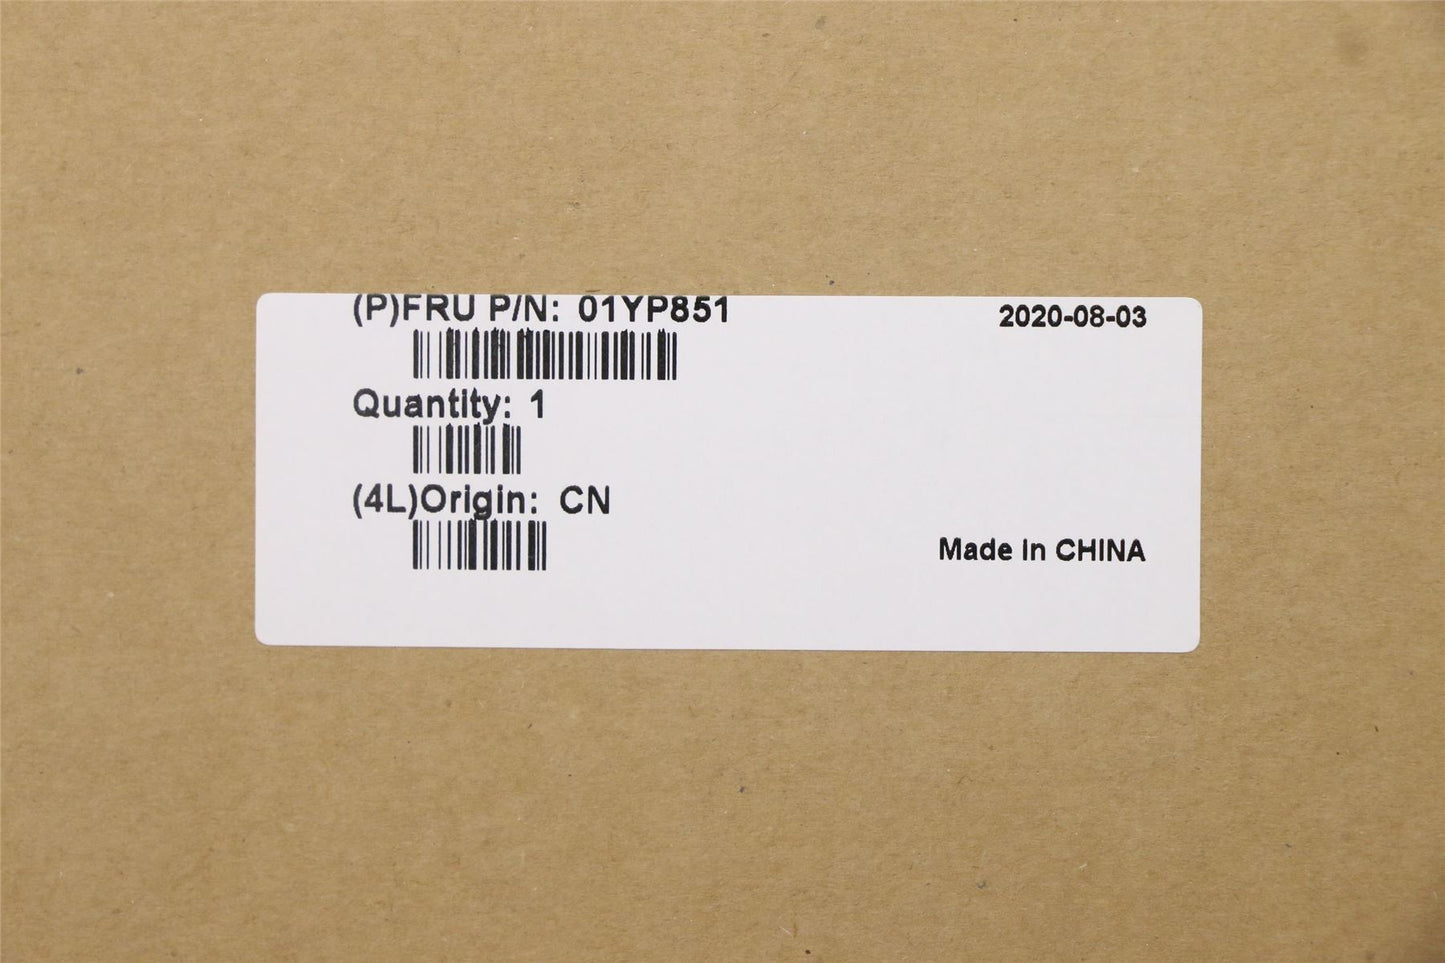 (P)FRU P/N: 01YP851
2020-08-03
Quantity: 1
(4L)Origin: CN
Made In CHINA